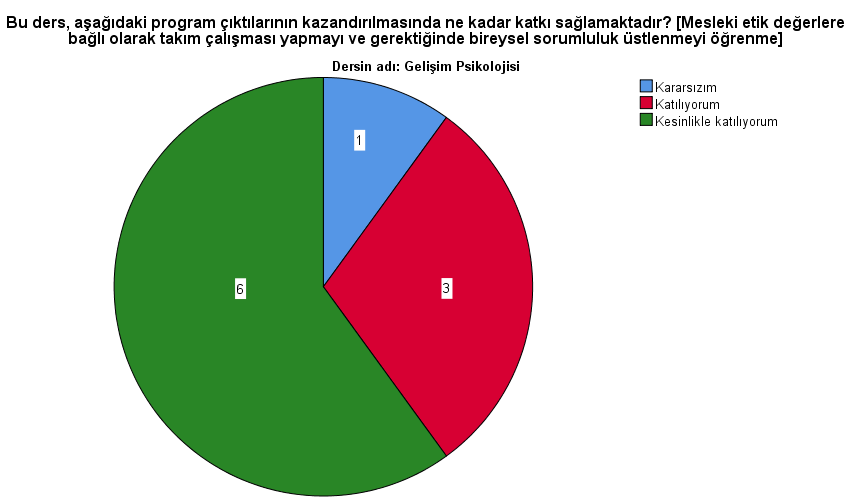 Bu ders, aşağıdaki program çıktılarının kazandırılmasında ne kadar katkı sağlamaktadır? [Mesleki etik değerlere
bağlı olarak takım çalışması yapmayı ve gerektiğinde bireysel sorumluluk üstlenmeyi öğrenme]
Dersin adı: Gelişim Psikolojisi
Kararsızım
Katılıyorum
Kesinlikle katılıyorum
1
6
3